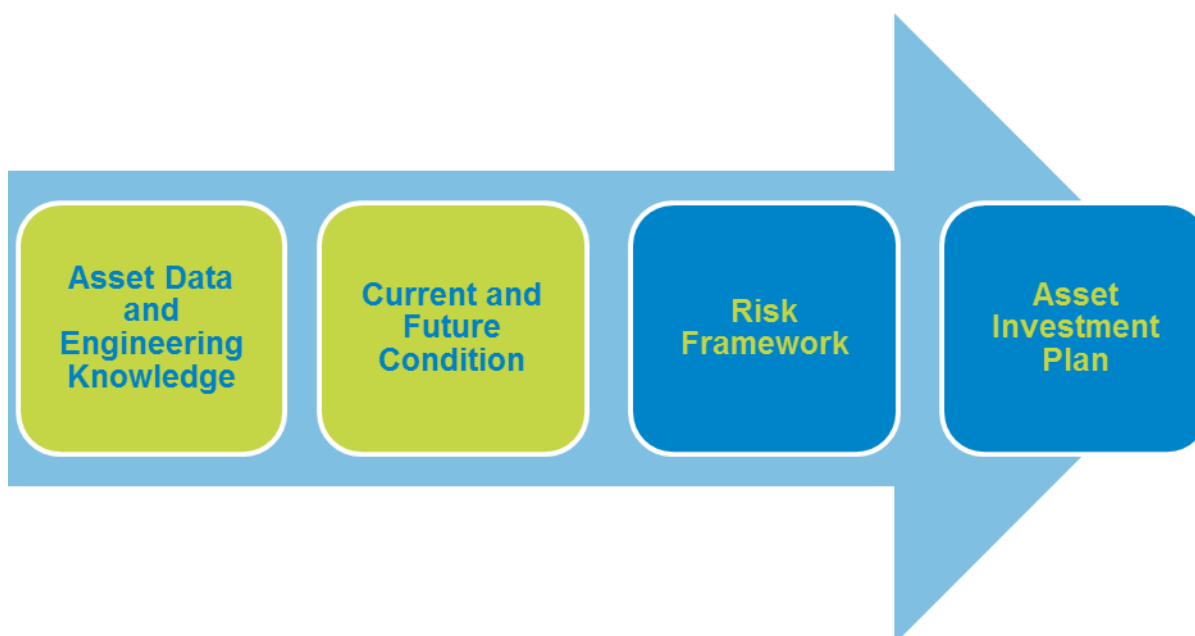 Asset Data
and
Engineering
Knowledge
Current and
Future
Condition
Risk
Framework
Asset
Investment
Plan